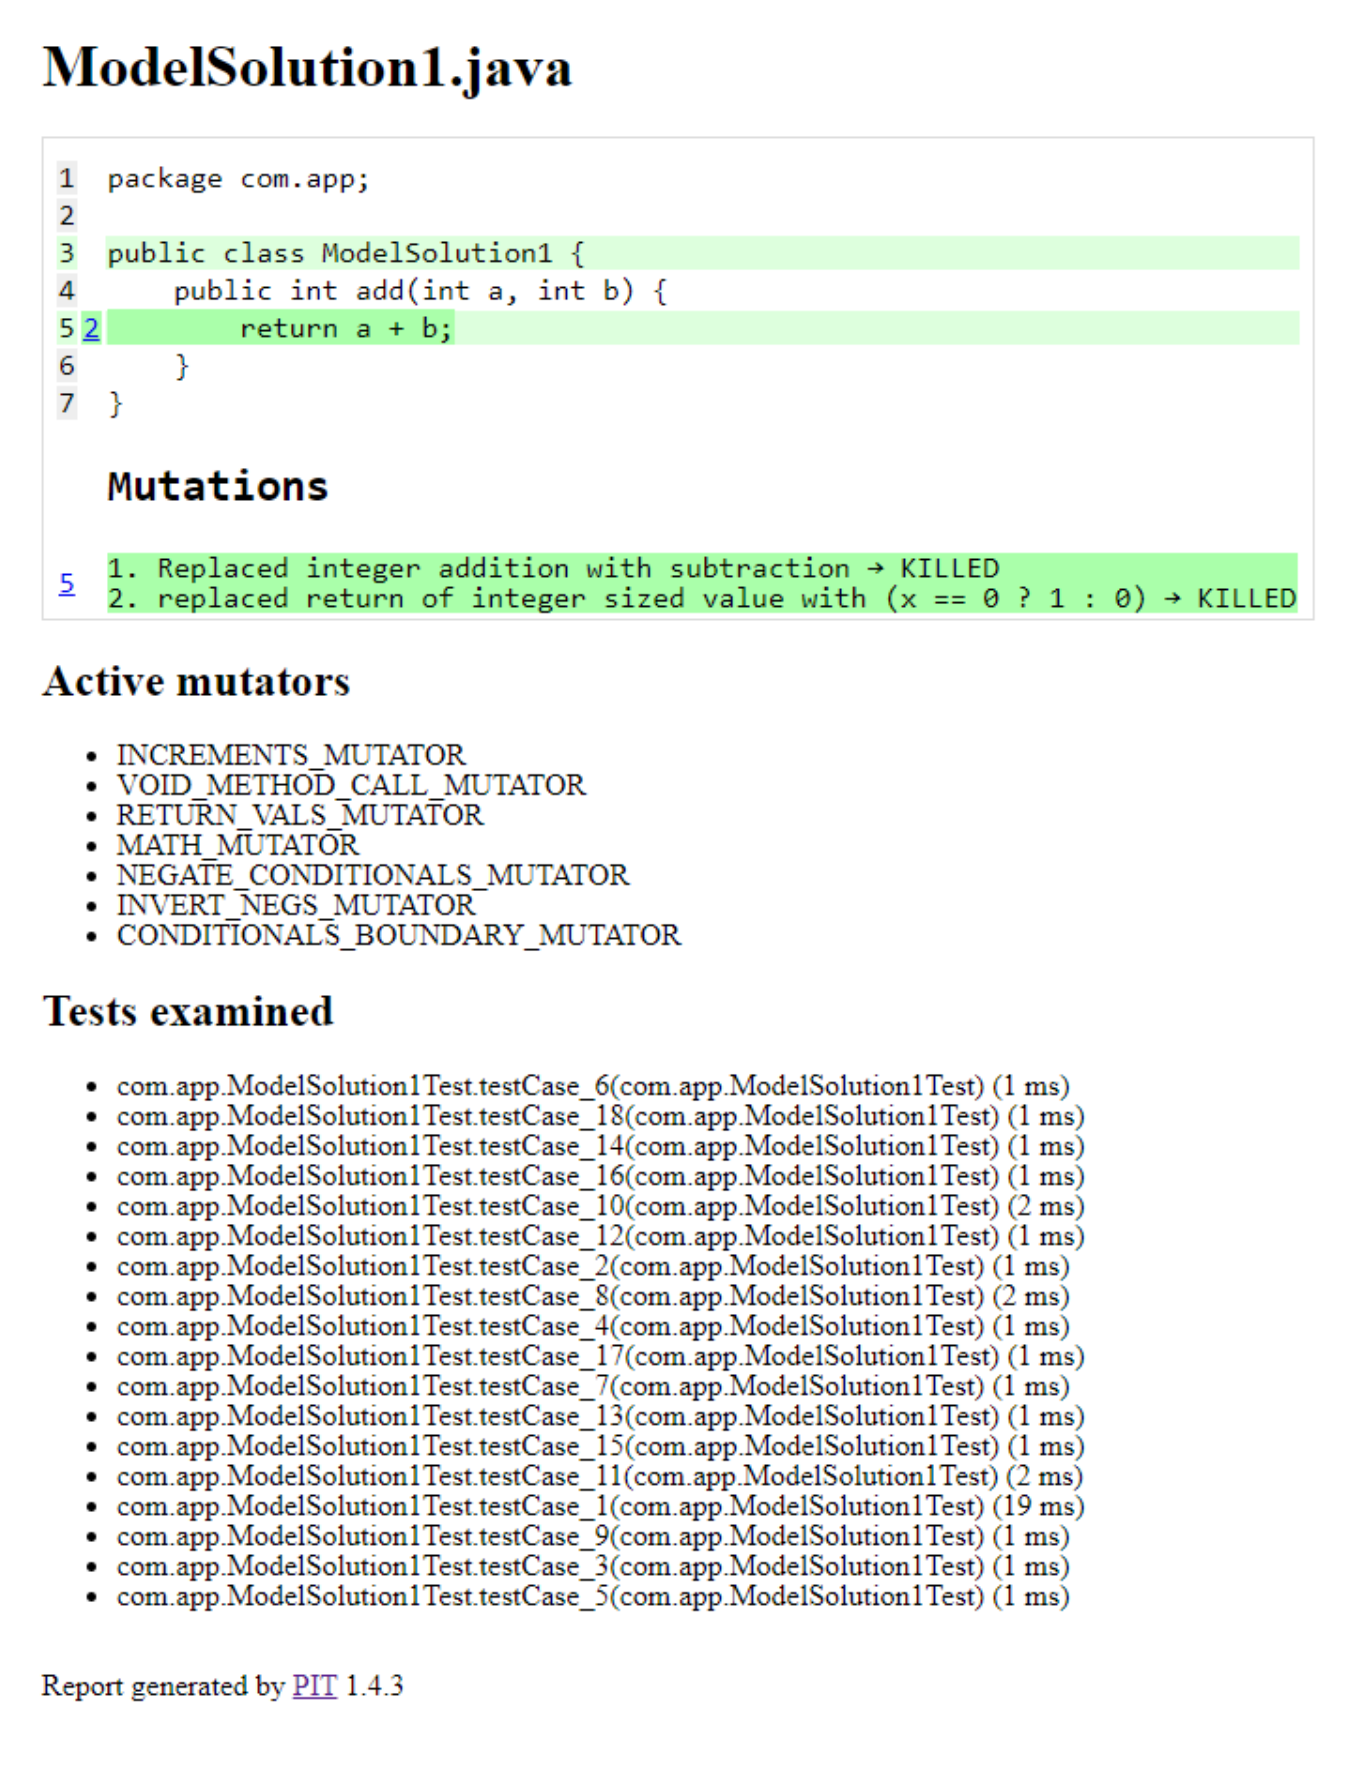 ModelSolution1.java
1 package com.app;
2
3 public class ModelSolution1 {
4     public int add(int a, int b) {
5 2         return a + b;
6     }
7 }
Mutations
5
1. Replaced integer addition with subtraction → KILLED
2. replaced return of integer sized value with (x == 0 ? 1 : 0) → KILLED
Active mutators
• INCREMENTS_MUTATOR
• VOID_METHOD_CALL_MUTATOR
• RETURN_VALS_MUTATOR
• MATH_MUTATOR
• NEGATE_CONDITIONALS_MUTATOR
• INVERT_NEGS_MUTATOR
• CONDITIONALS_BOUNDARY_MUTATOR
Tests examined
• com.app.ModelSolution1Test.testCase_6(com.app.ModelSolution1Test) (1 ms)
• com.app.ModelSolution1Test.testCase_18(com.app.ModelSolution1Test) (1 ms)
• com.app.ModelSolution1Test.testCase_14(com.app.ModelSolution1Test) (1 ms)
• com.app.ModelSolution1Test.testCase_16(com.app.ModelSolution1Test) (1 ms)
• com.app.ModelSolution1Test.testCase_10(com.app.ModelSolution1Test) (2 ms)
• com.app.ModelSolution1Test.testCase_12(com.app.ModelSolution1Test) (1 ms)
• com.app.ModelSolution1Test.testCase_2(com.app.ModelSolution1Test) (1 ms)
• com.app.ModelSolution1Test.testCase_8(com.app.ModelSolution1Test) (2 ms)
• com.app.ModelSolution1Test.testCase_4(com.app.ModelSolution1Test) (1 ms)
• com.app.ModelSolution1Test.testCase_17(com.app.ModelSolution1Test) (1 ms)
• com.app.ModelSolution1Test.testCase_7(com.app.ModelSolution1Test) (1 ms)
• com.app.ModelSolution1Test.testCase_13(com.app.ModelSolution1Test) (1 ms)
• com.app.ModelSolution1Test.testCase_15(com.app.ModelSolution1Test) (1 ms)
• com.app.ModelSolution1Test.testCase_11(com.app.ModelSolution1Test) (2 ms)
• com.app.ModelSolution1Test.testCase_1(com.app.ModelSolution1Test) (19 ms)
• com.app.ModelSolution1Test.testCase_9(com.app.ModelSolution1Test) (1 ms)
• com.app.ModelSolution1Test.testCase_3(com.app.ModelSolution1Test) (1 ms)
• com.app.ModelSolution1Test.testCase_5(com.app.ModelSolution1Test) (1 ms)
Report generated by PIT 1.4.3